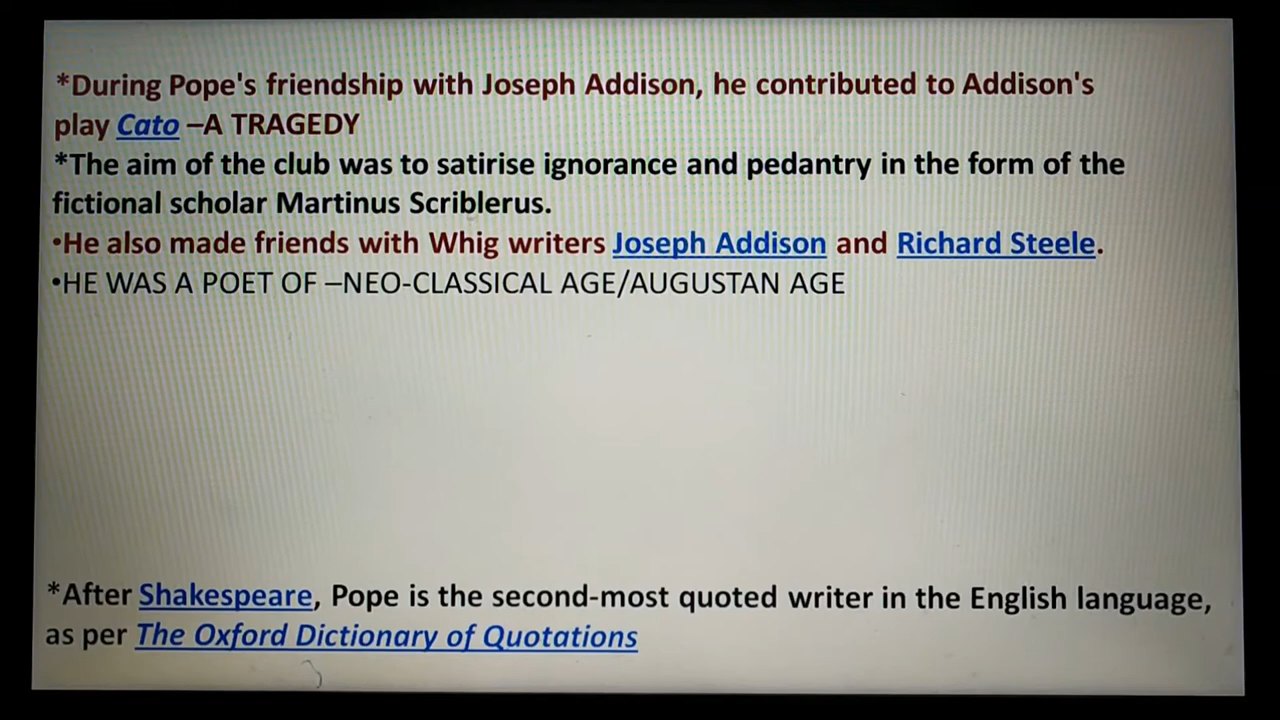 *During Pope's friendship with Joseph Addison, he contributed to Addison's
play Cato –A TRAGEDY
*The aim of the club was to satirise ignorance and pedantry in the form of the
fictional scholar Martinus Scriblerus.
•He also made friends with Whig writers Joseph Addison and Richard Steele.
•HE WAS A POET OF –NEO-CLASSICAL AGE/AUGUSTAN AGE
*After Shakespeare, Pope is the second-most quoted writer in the English language,
as per The Oxford Dictionary of Quotations